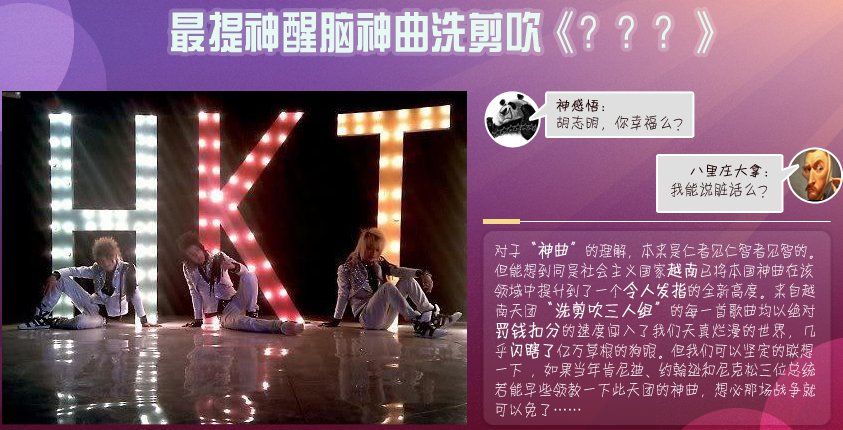 最提神醒脑神曲洗剪吹《？？？》
HKT
神感悟：
胡志明，你幸福么？
八里庄大拿：
我能说脏话么？
对于“神曲”的理解，本来是仁者见仁智者见智的。
但能想到同是社会主义国家越南已将本国神曲在该
领域中提升到了一个令人发指的全新高度。来自越
南天团“洗剪吹三人组”的每一首歌曲均以绝对
罚钱扣分的速度闯入了我们天真烂漫的世界，几
乎闪瞎了亿万草根的狗眼。但我们可以坚定的联想
一下，如果当年肯尼迪、约翰逊和尼克松三位总统
若能早些领教一下此天团的神曲，想必那场战争就
可以免了……